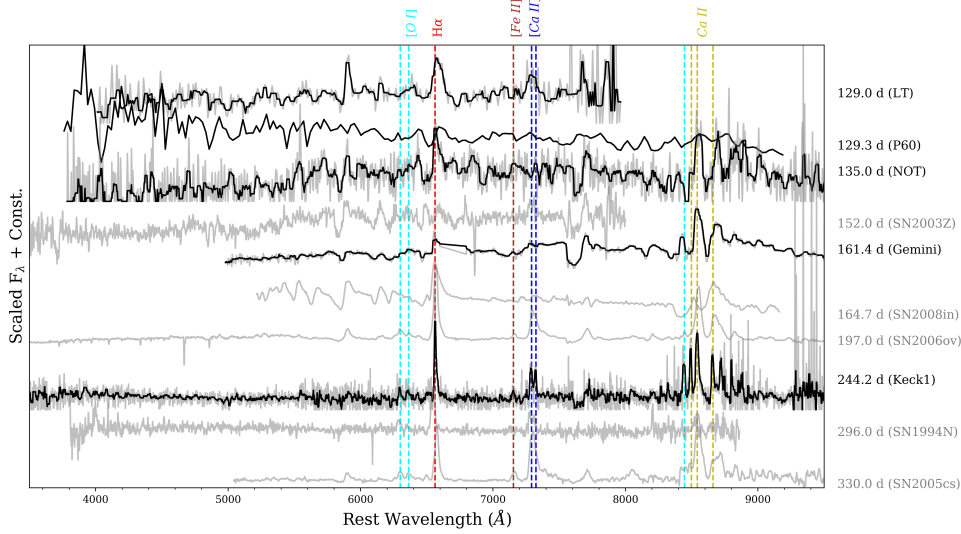 [O I]
Hα
[Fe II]
[Ca II]
Ca II
129.0 d (LT)
129.3 d (P60)
135.0 d (NOT)
152.0 d (SN2003Z)
161.4 d (Gemini)
164.7 d (SN2008in)
197.0 d (SN2006ov)
244.2 d (Keck1)
296.0 d (SN1994N)
330.0 d (SN2005cs)
Scaled Fλ + Const.
4000 5000 6000 7000 8000 9000
Rest Wavelength (Å)